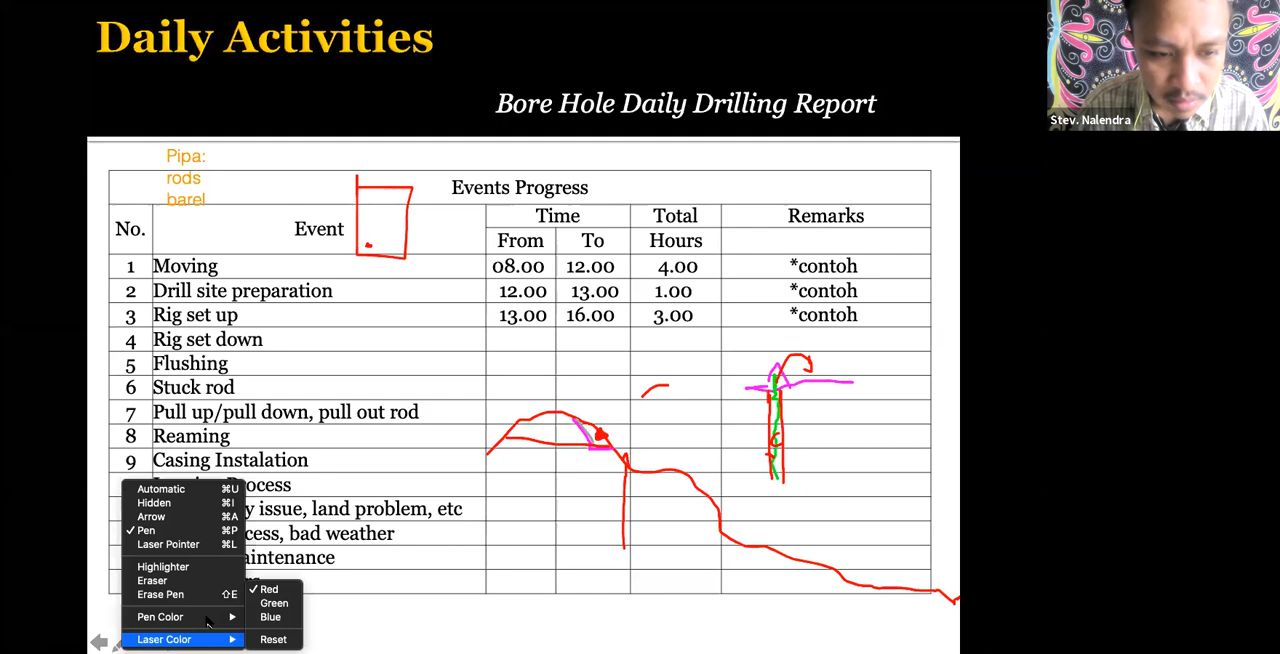 Daily Activities
Bore Hole Daily Drilling Report
Stev. Nalendra
Pipa:
rods
barel
Events Progress
No. Event Time Total Remarks
From To Hours
1 Moving 08.00 12.00 4.00 *contoh
2 Drill site preparation 12.00 13.00 1.00 *contoh
3 Rig set up 13.00 16.00 3.00 *contoh
4 Rig set down
5 Flushing
6 Stuck rod
7 Pull up/pull down, pull out rod
8 Reaming
9 Casing Instalation
Process
y issue, land problem, etc
cess, bad weather
aintenance
Automatic ⌘U
Hidden ⌘I
Arrow ⌘A
✓ Pen ⌘P
Laser Pointer ⌘L
Highlighter
Eraser
Erase Pen ⇧E
Pen Color
Laser Color
✓ Red
Green
Blue
Reset